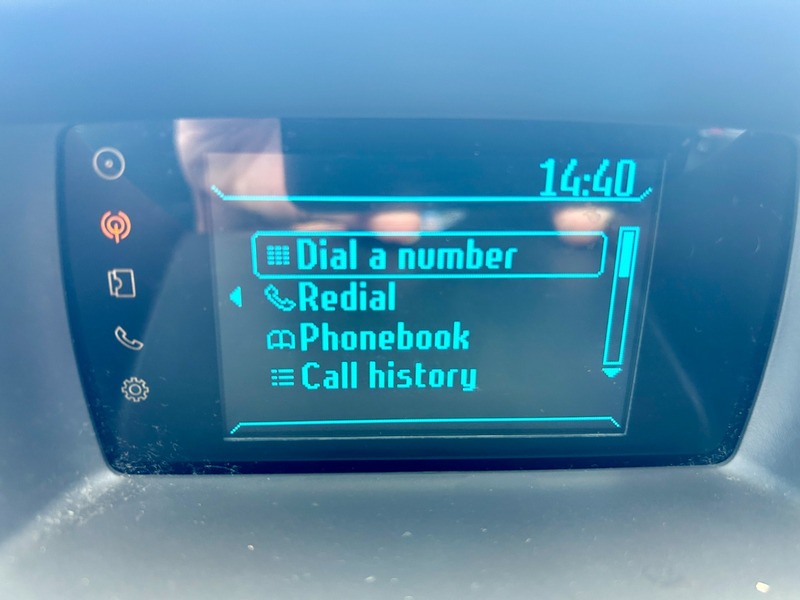 14:40
Dial a number
Redial
Phonebook
Call history